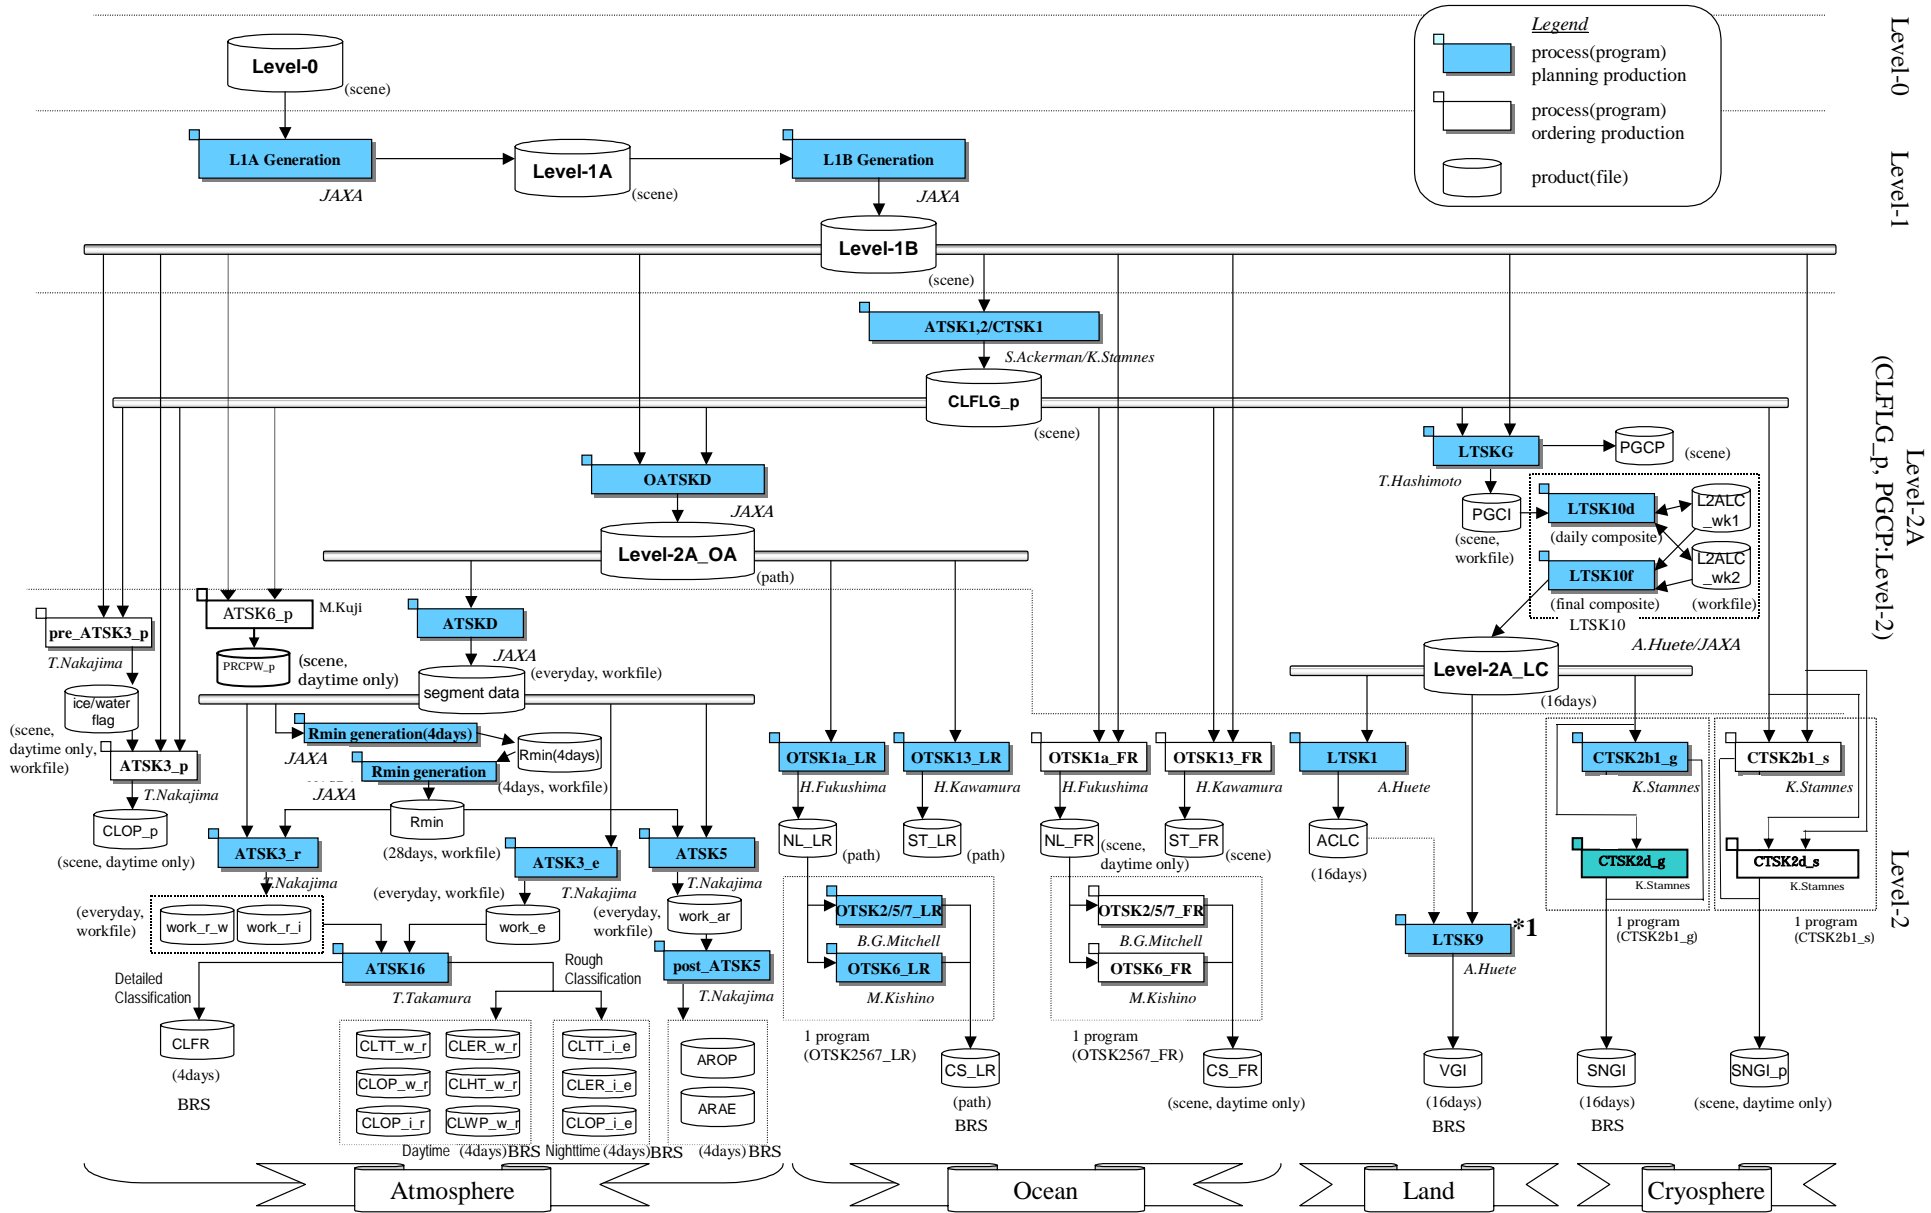 Legend
process(program)
planning production
process(program)
ordering production
product(file)
Level-0
Level-0
(scene)
L1A Generation
JAXA
Level-1A
(scene)
L1B Generation
JAXA
Level-1
Level-1B
(scene)
ATSK1,2/CTSK1
S.Ackerman/K.Stamnes
CLFLG_p
(scene)
Level-2A
(CLFLG_p, PGCP:Level-2)
OATSKD
JAXA
Level-2A_OA
(path)
LTSKG
T.Hashimoto
PGCP
(scene)
PGCI
(scene,
workfile)
LTSK10d
(daily composite)
L2ALC
_wk1
LTSK10f
(final composite)
L2ALC
_wk2
(workfile)
LTSK10
A.Huete/JAXA
Level-2A_LC
(16days)
pre_ATSK3_p
T.Nakajima
ice/water
flag
(scene,
daytime only,
workfile)
ATSK3_p
T.Nakajima
CLOP_p
(scene, daytime only)
ATSK6_p
M.Kuji
PRCPW_p
(scene,
daytime only)
ATSKD
JAXA
segment data
(everyday, workfile)
Rmin generation(4days)
JAXA
Rmin(4days)
(4days, workfile)
Rmin generation
JAXA
Rmin
(28days, workfile)
ATSK3_r
T.Nakajima
ATSK3_e
T.Nakajima
(everyday, workfile)
ATSK5
T.Nakajima
(everyday,
workfile)
work_r_w
work_r_i
work_e
(everyday,
workfile)
work_ar
ATSK16
T.Takamura
Detailed
Classification
Rough
Classification
post_ATSK5
T.Nakajima
CLFR
(4days)
BRS
CLTT_w_r
CLER_w_r
CLOP_w_r
CLHT_w_r
CLOP_i_r
CLWP_w_r
Daytime (4days)BRS
CLTT_i_e
CLER_i_e
CLOP_i_e
Nighttime (4days)BRS
AROP
ARAE
(4days) BRS
OTSK1a_LR
H.Fukushima
OTSK13_LR
H.Kawamura
NL_LR
(path)
ST_LR
(path)
OTSK2/5/7_LR
B.G.Mitchell
OTSK6_LR
M.Kishino
1 program
(OTSK2567_LR)
CS_LR
(path)
BRS
OTSK1a_FR
H.Fukushima
OTSK13_FR
H.Kawamura
NL_FR
(scene,
daytime only)
ST_FR
(scene)
OTSK2/5/7_FR
B.G.Mitchell
OTSK6_FR
M.Kishino
1 program
(OTSK2567_FR)
CS_FR
(scene, daytime only)
LTSK1
A.Huete
ACLC
(16days)
LTSK9
*1
A.Huete
VGI
(16days)
BRS
CTSK2b1_g
K.Stamnes
CTSK2d_g
K.Stamnes
1 program
(CTSK2b1_g)
SNGI
(16days)
BRS
CTSK2b1_s
K.Stamnes
CTSK2d_s
K.Stamnes
1 program
(CTSK2b1_s)
SNGI_p
(scene, daytime only)
Level-2
Atmosphere
Ocean
Land
Cryosphere